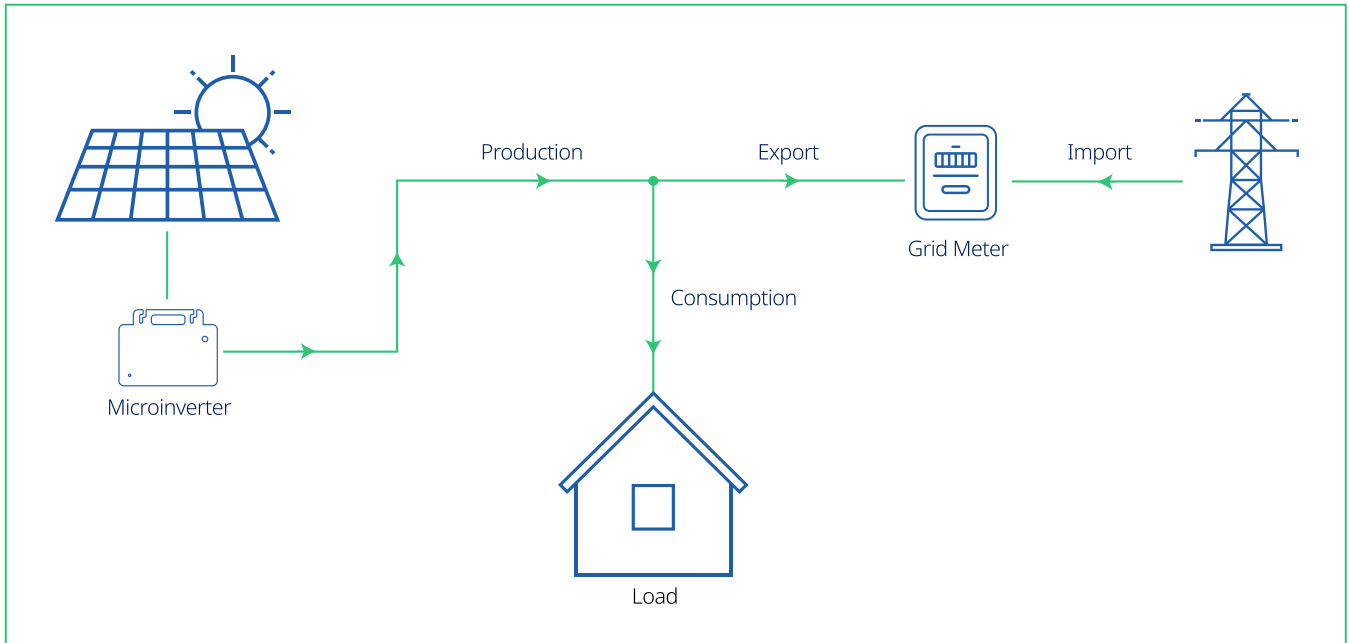 Production
Export
Import
Grid Meter
Consumption
Microinverter
Load